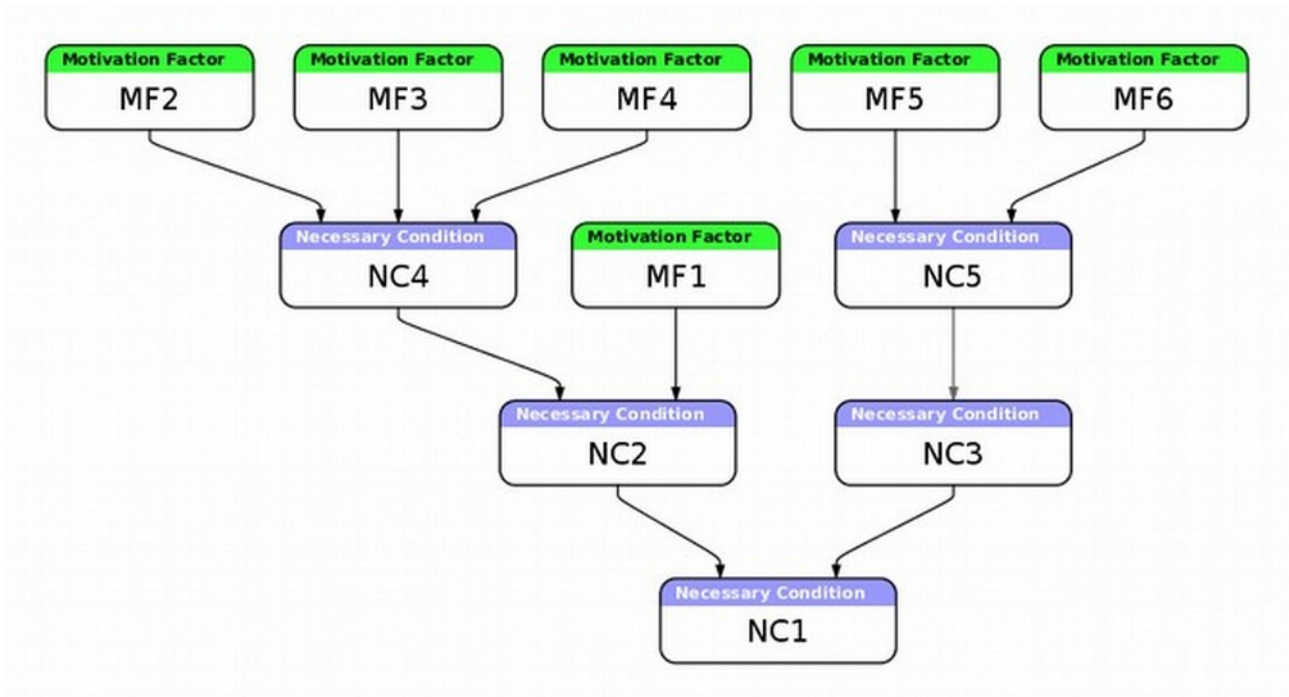 Motivation Factor
MF2
Motivation Factor
MF3
Motivation Factor
MF4
Motivation Factor
MF5
Motivation Factor
MF6
Necessary Condition
NC4
Motivation Factor
MF1
Necessary Condition
NC5
Necessary Condition
NC2
Necessary Condition
NC3
Necessary Condition
NC1